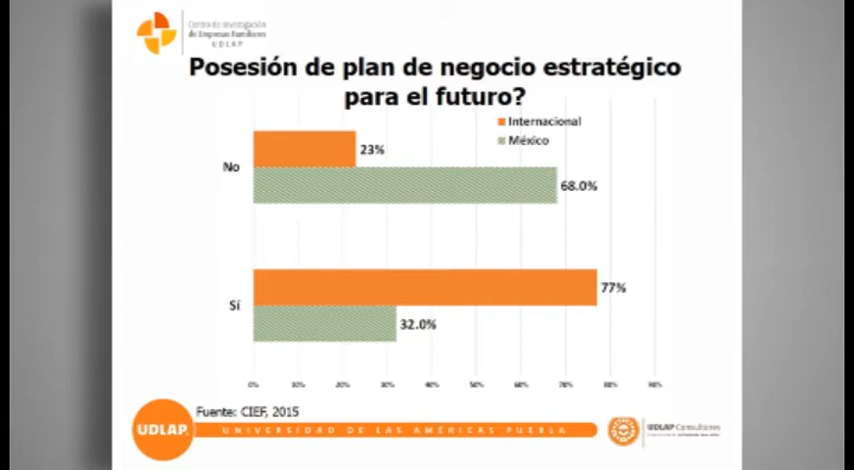 Centro de Investigación
de Empresas Familiares
UDLAP
Posesión de plan de negocio estratégico
para el futuro?
Internacional
México
No
23%
68.0%
Sí
77%
32.0%
0% 10% 20% 30% 40% 50% 60% 70% 80% 90%
Fuente: CIEF, 2015
UDLAP.
UNIVERSIDAD DE LAS AMÉRICAS PUEBLA
UDLAP Consultores